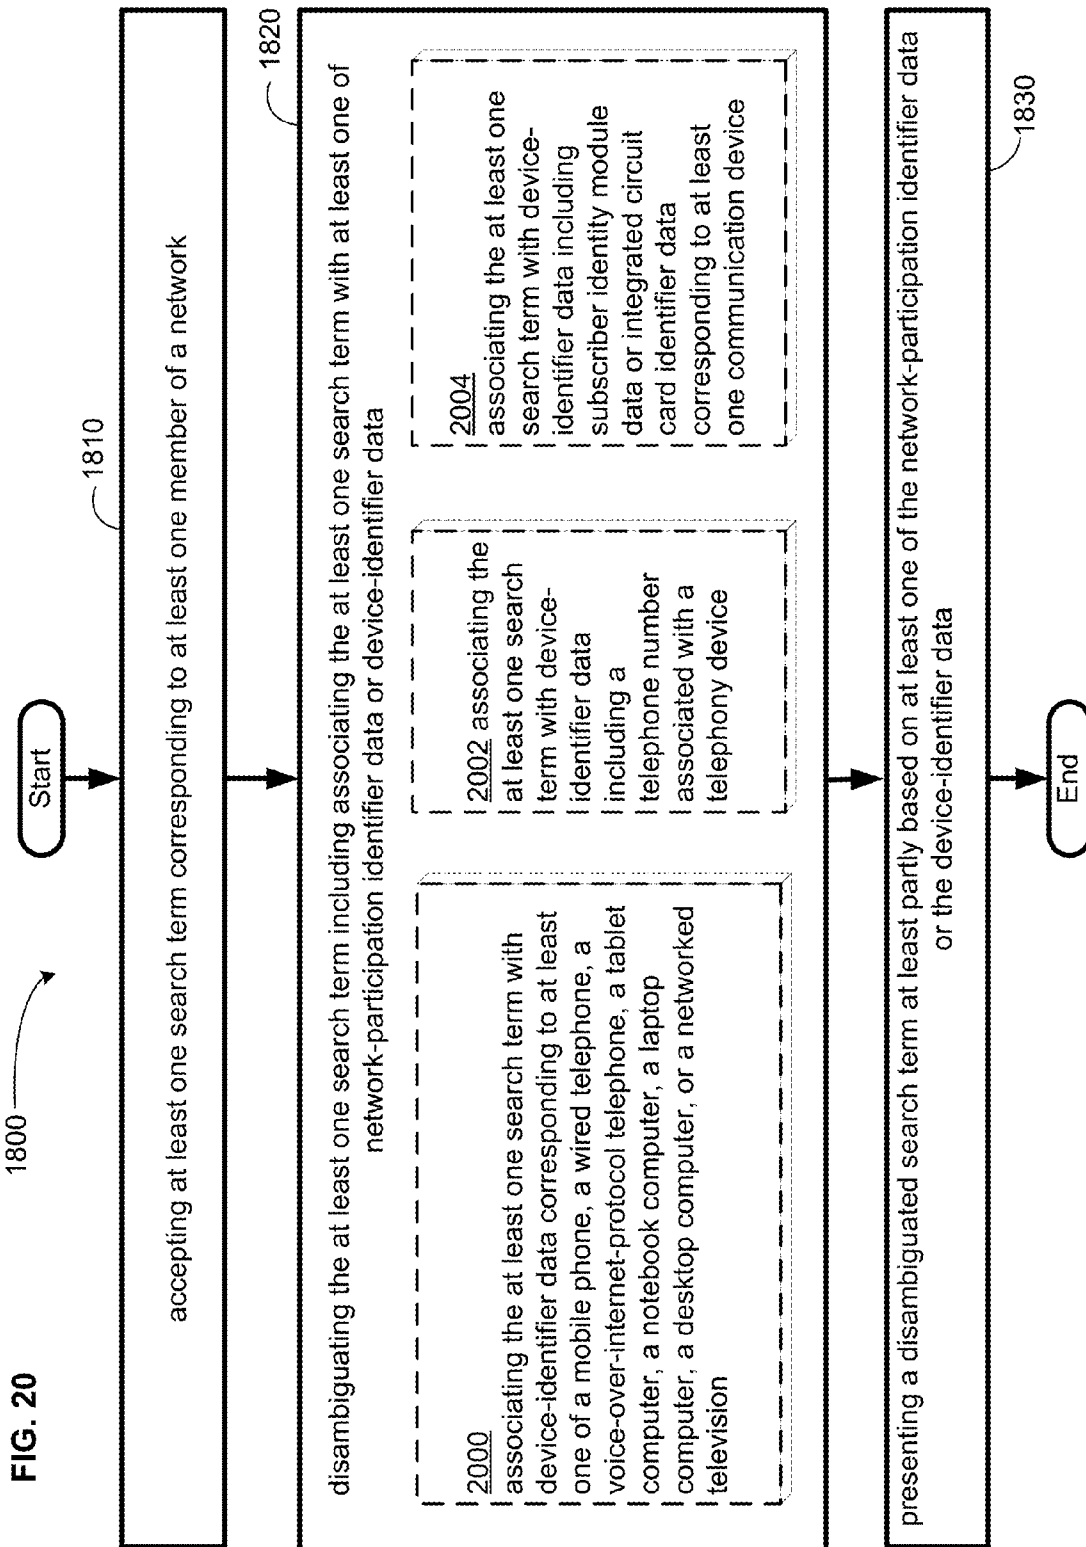 FIG. 20
1800
Start
1810
accepting at least one search term corresponding to at least one member of a network
1820
disambiguating the at least one search term including associating the at least one search term with at least one of
network-participation identifier data or device-identifier data
2000
associating the at least one search term with
device-identifier data corresponding to at least
one of a mobile phone, a wired telephone, a
voice-over-internet-protocol telephone, a tablet
computer, a notebook computer, a laptop
computer, a desktop computer, or a networked
television
2002 associating the
at least one search
term with device-
identifier data
including a
telephone number
associated with a
telephony device
2004
associating the at least one
search term with device-
identifier data including
subscriber identity module
data or integrated circuit
card identifier data
corresponding to at least
one communication device
presenting a disambiguated search term at least partly based on at least one of the network-participation identifier data
or the device-identifier data
1830
End